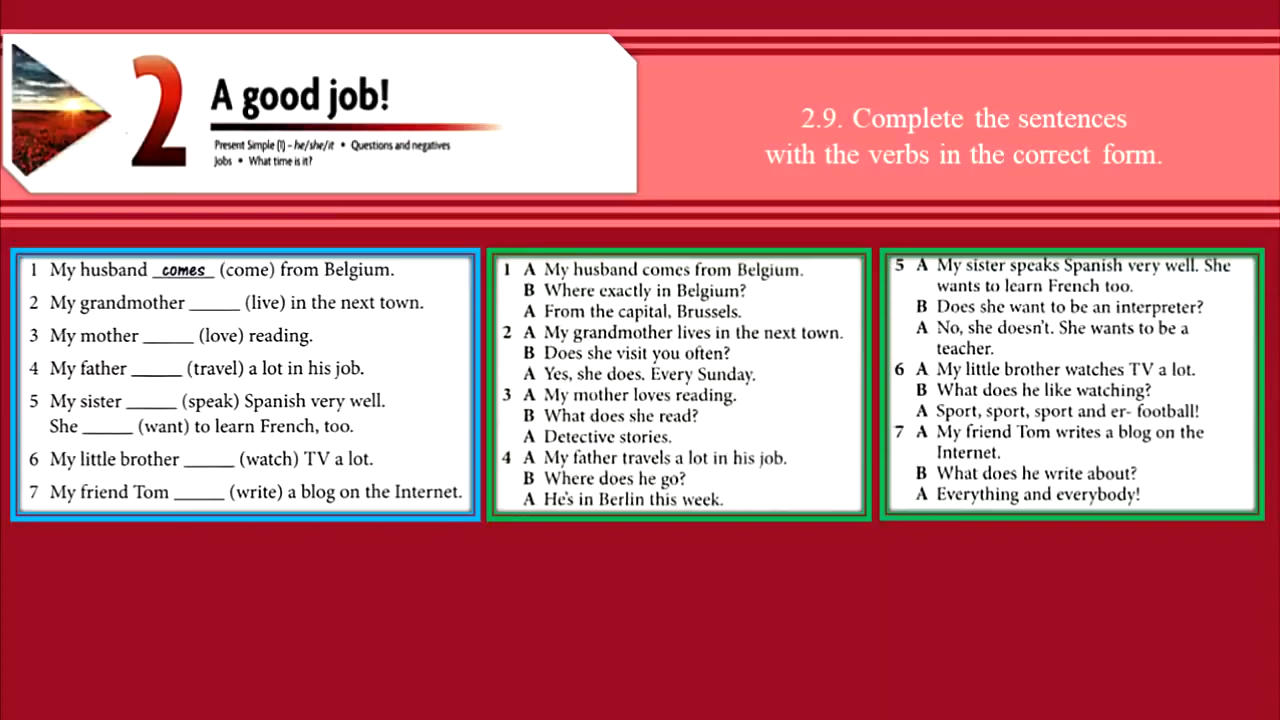 2
A good job!
Present Simple (1) – he/she/it • Questions and negatives
Jobs • What time is it?
2.9. Complete the sentences
with the verbs in the correct form.
1 My husband comes (come) from Belgium.
2 My grandmother _____ (live) in the next town.
3 My mother _____ (love) reading.
4 My father _____ (travel) a lot in his job.
5 My sister _____ (speak) Spanish very well.
She _____ (want) to learn French, too.
6 My little brother _____ (watch) TV a lot.
7 My friend Tom _____ (write) a blog on the Internet.
1 A My husband comes from Belgium.
B Where exactly in Belgium?
A From the capital, Brussels.
2 A My grandmother lives in the next town.
B Does she visit you often?
A Yes, she does. Every Sunday.
3 A My mother loves reading.
B What does she read?
A Detective stories.
4 A My father travels a lot in his job.
B Where does he go?
A He's in Berlin this week.
5 A My sister speaks Spanish very well. She
wants to learn French too.
B Does she want to be an interpreter?
A No, she doesn't. She wants to be a
teacher.
6 A My little brother watches TV a lot.
B What does he like watching?
A Sport, sport, sport and er- football!
7 A My friend Tom writes a blog on the
Internet.
B What does he write about?
A Everything and everybody!